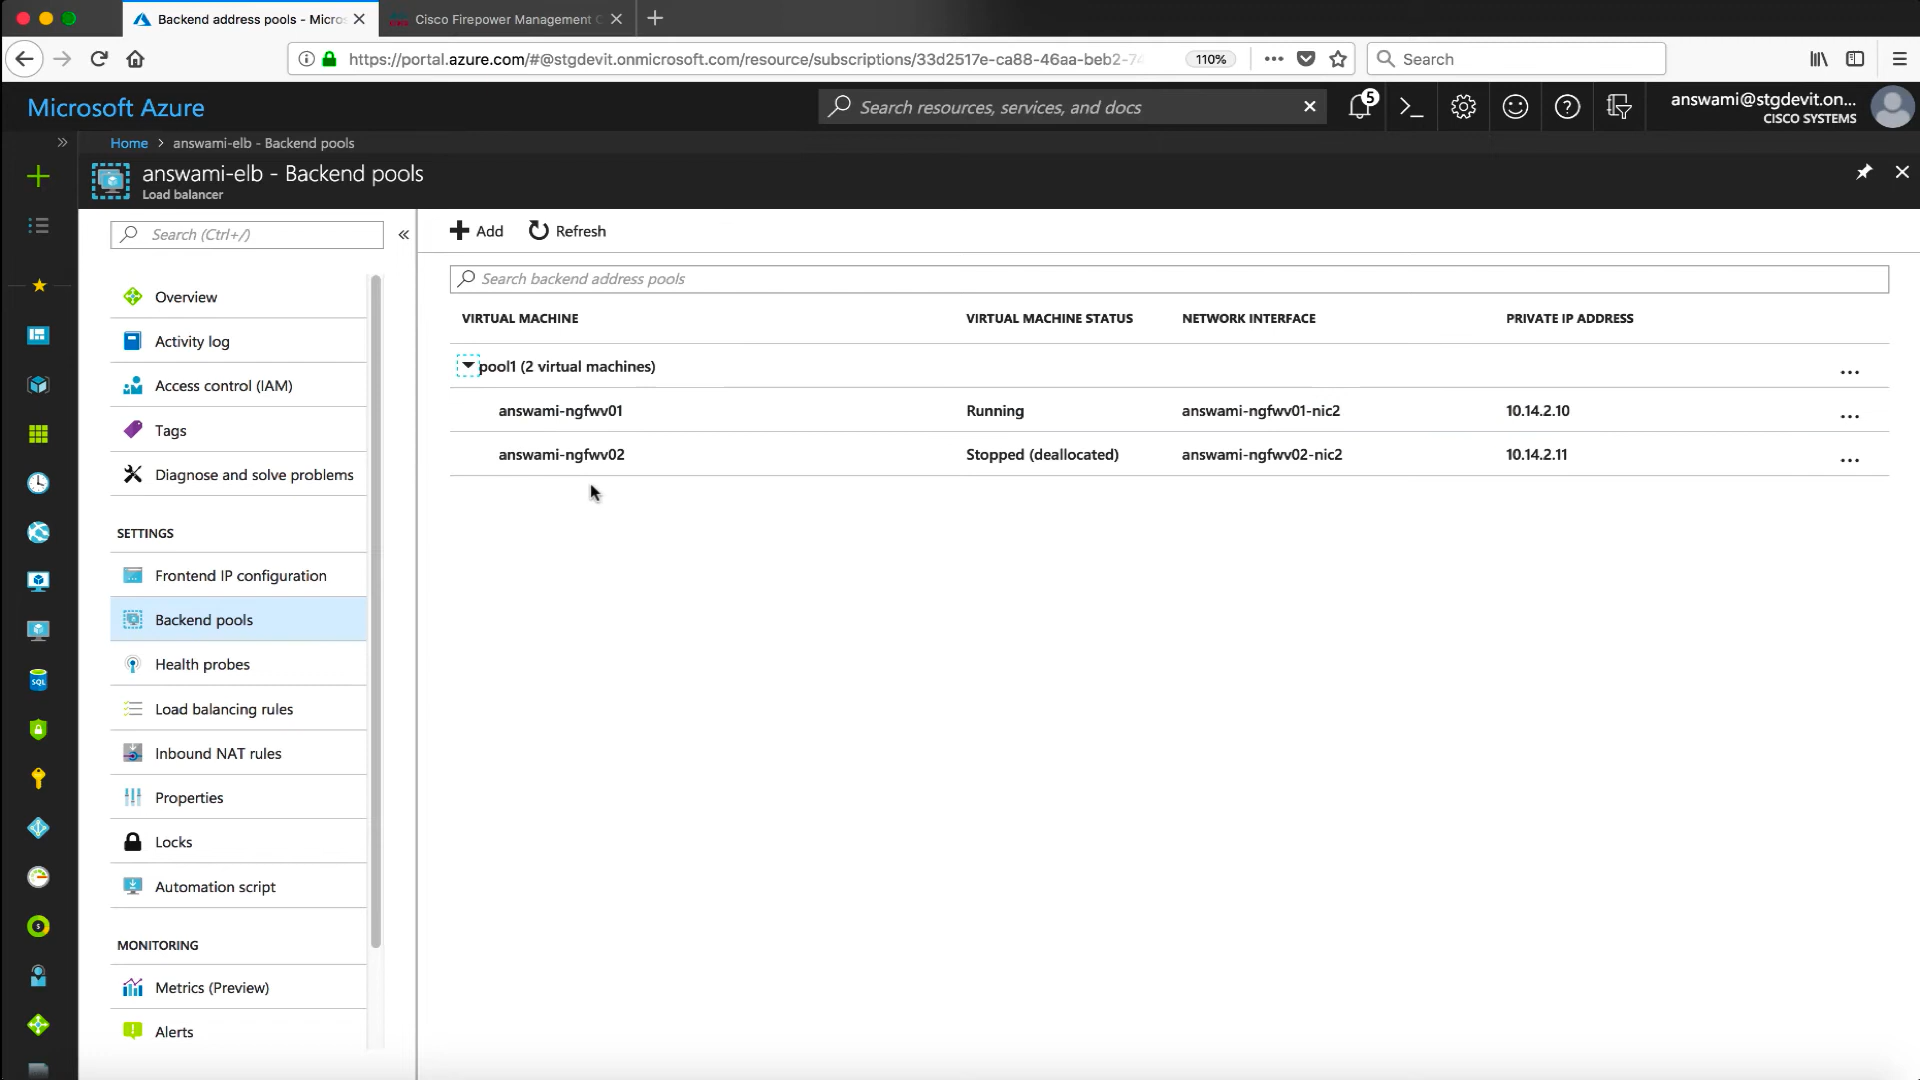 Backend address pools - Micros
Cisco Firepower Management C
https://portal.azure.com/#@stgdevit.onmicrosoft.com/resource/subscriptions/33d2517e-ca88-46aa-beb2-74
110%
Search
Microsoft Azure
Search resources, services, and docs
5
answami@stgdevit.on...
CISCO SYSTEMS
Home > answami-elb - Backend pools
answami-elb - Backend pools
Load balancer
Search (Ctrl+/)
Overview
Activity log
Access control (IAM)
Tags
Diagnose and solve problems
SETTINGS
Frontend IP configuration
Backend pools
Health probes
Load balancing rules
Inbound NAT rules
Properties
Locks
Automation script
MONITORING
Metrics (Preview)
Alerts
Add
Refresh
Search backend address pools
VIRTUAL MACHINE VIRTUAL MACHINE STATUS NETWORK INTERFACE PRIVATE IP ADDRESS
pool1 (2 virtual machines) ...
answami-ngfwv01 Running answami-ngfwv01-nic2 10.14.2.10 ...
answami-ngfwv02 Stopped (deallocated) answami-ngfwv02-nic2 10.14.2.11 ...
SQL